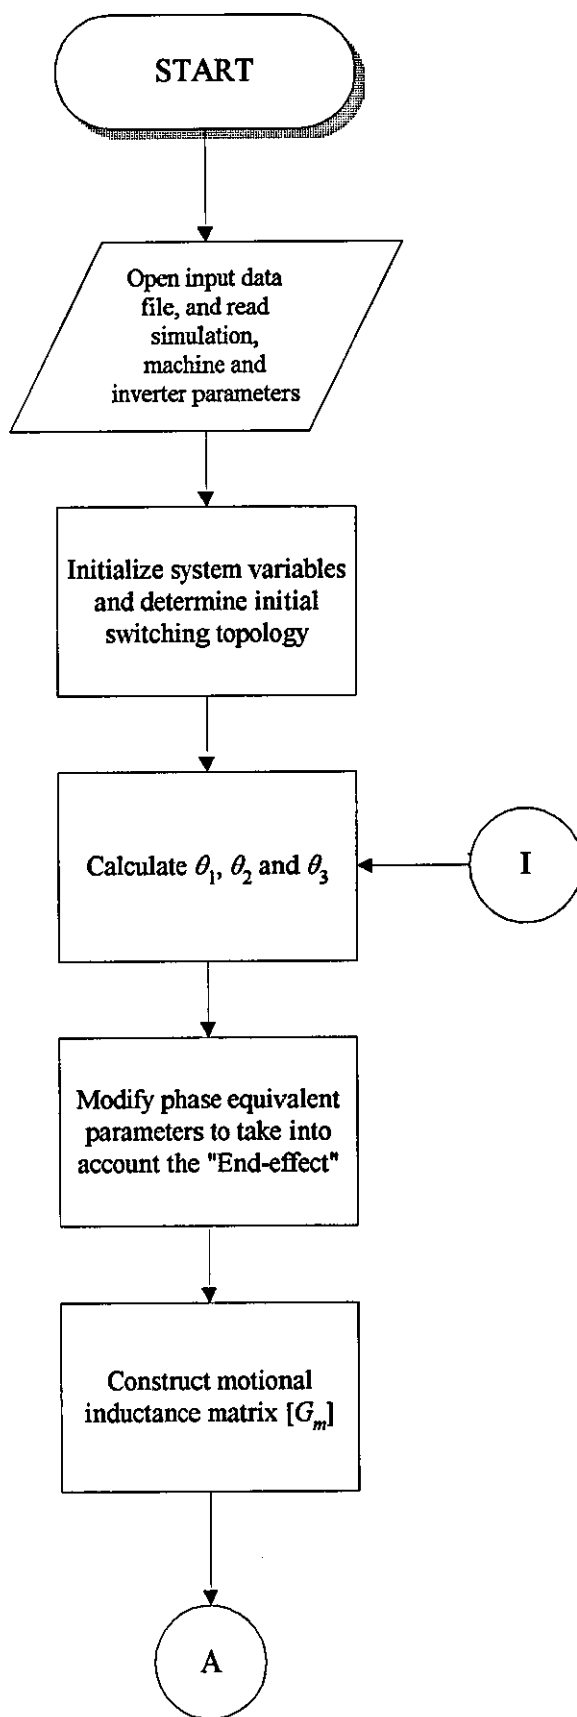 START
Open input data
file, and read
simulation,
machine and
inverter parameters
Initialize system variables
and determine initial
switching topology
Calculate θ₁, θ₂ and θ₃
I
Modify phase equivalent
parameters to take into
account the "End-effect"
Construct motional
inductance matrix [Gₘ]
A